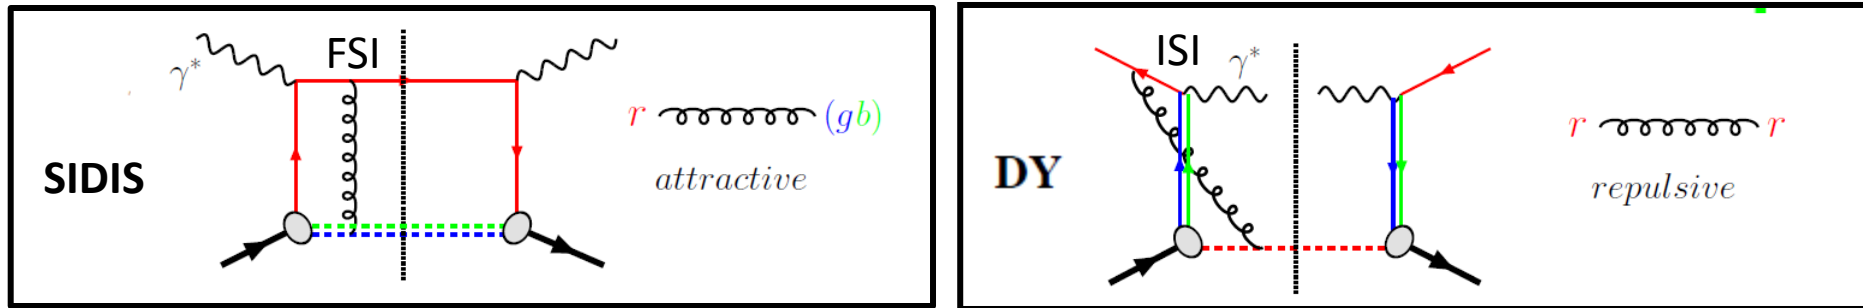 FSI
γ*
r (gb)
attractive
SIDIS
ISI
γ*
r r
repulsive
DY